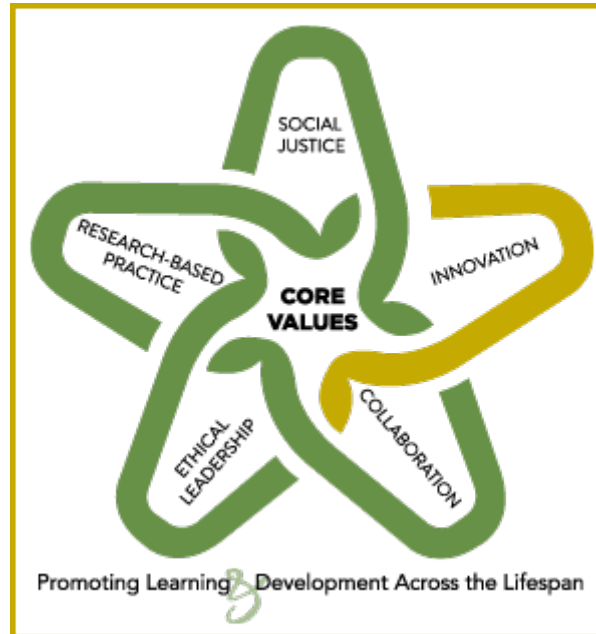 SOCIAL
JUSTICE
RESEARCH-BASED
PRACTICE
INNOVATION
CORE
VALUES
ETHICAL
LEADERSHIP
COLLABORATION
Promoting Learning & Development Across the Lifespan